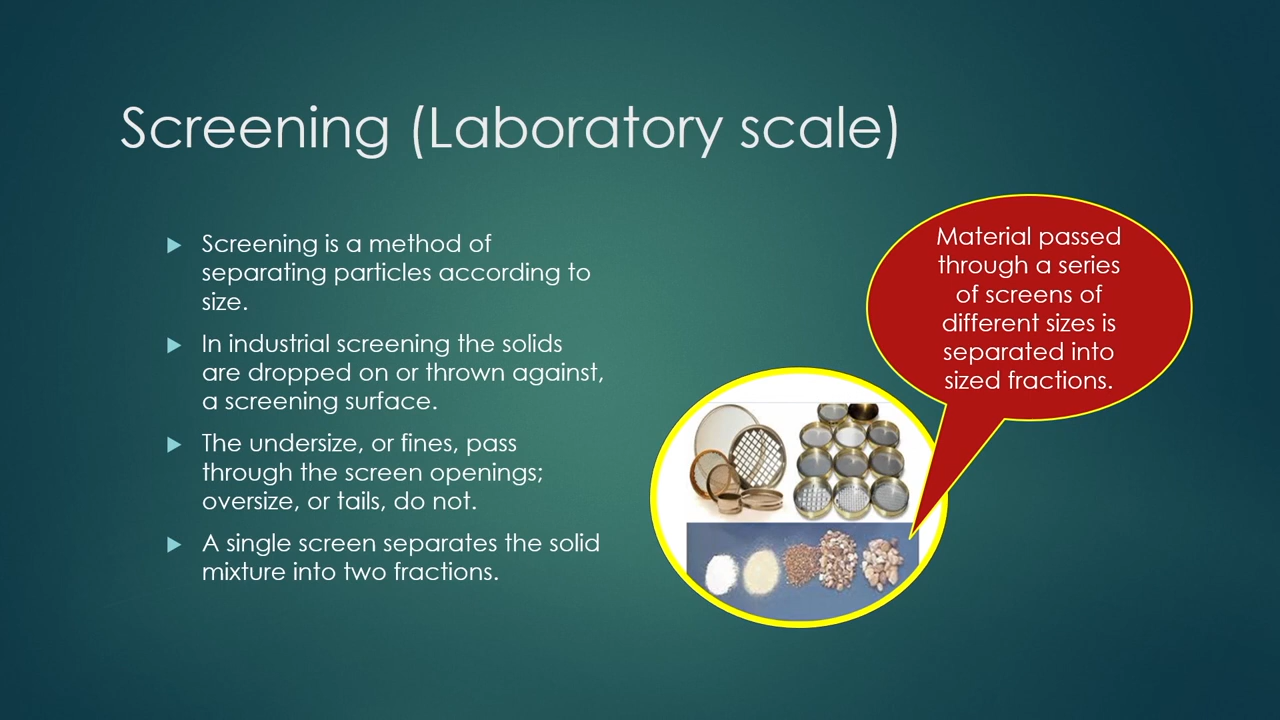 Screening (Laboratory scale)
Screening is a method of
separating particles according to
size.
In industrial screening the solids
are dropped on or thrown against,
a screening surface.
The undersize, or fines, pass
through the screen openings;
oversize, or tails, do not.
A single screen separates the solid
mixture into two fractions.
Material passed
through a series
of screens of
different sizes is
separated into
sized fractions.